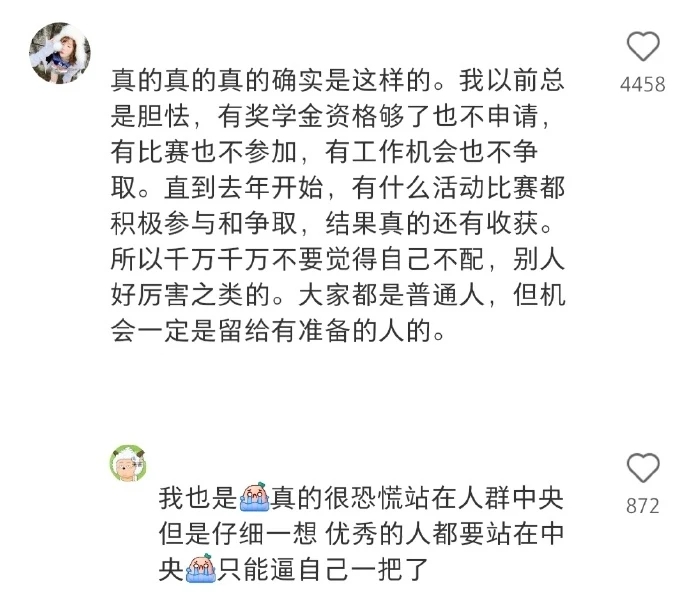 真的真的真的确实是这样的。我以前总
是胆怯，有奖学金资格够了也不申请，
有比赛也不参加，有工作机会也不争
取。直到去年开始，有什么活动比赛都
积极参与和争取，结果真的还有收获。
所以千万千万不要觉得自己不配，别人
好厉害之类的。大家都是普通人，但机
会一定是留给有准备的人的。
4458
我也是真的很恐慌站在人群中央
但是仔细一想 优秀的人都要站在中
央只能逼自己一把了
872